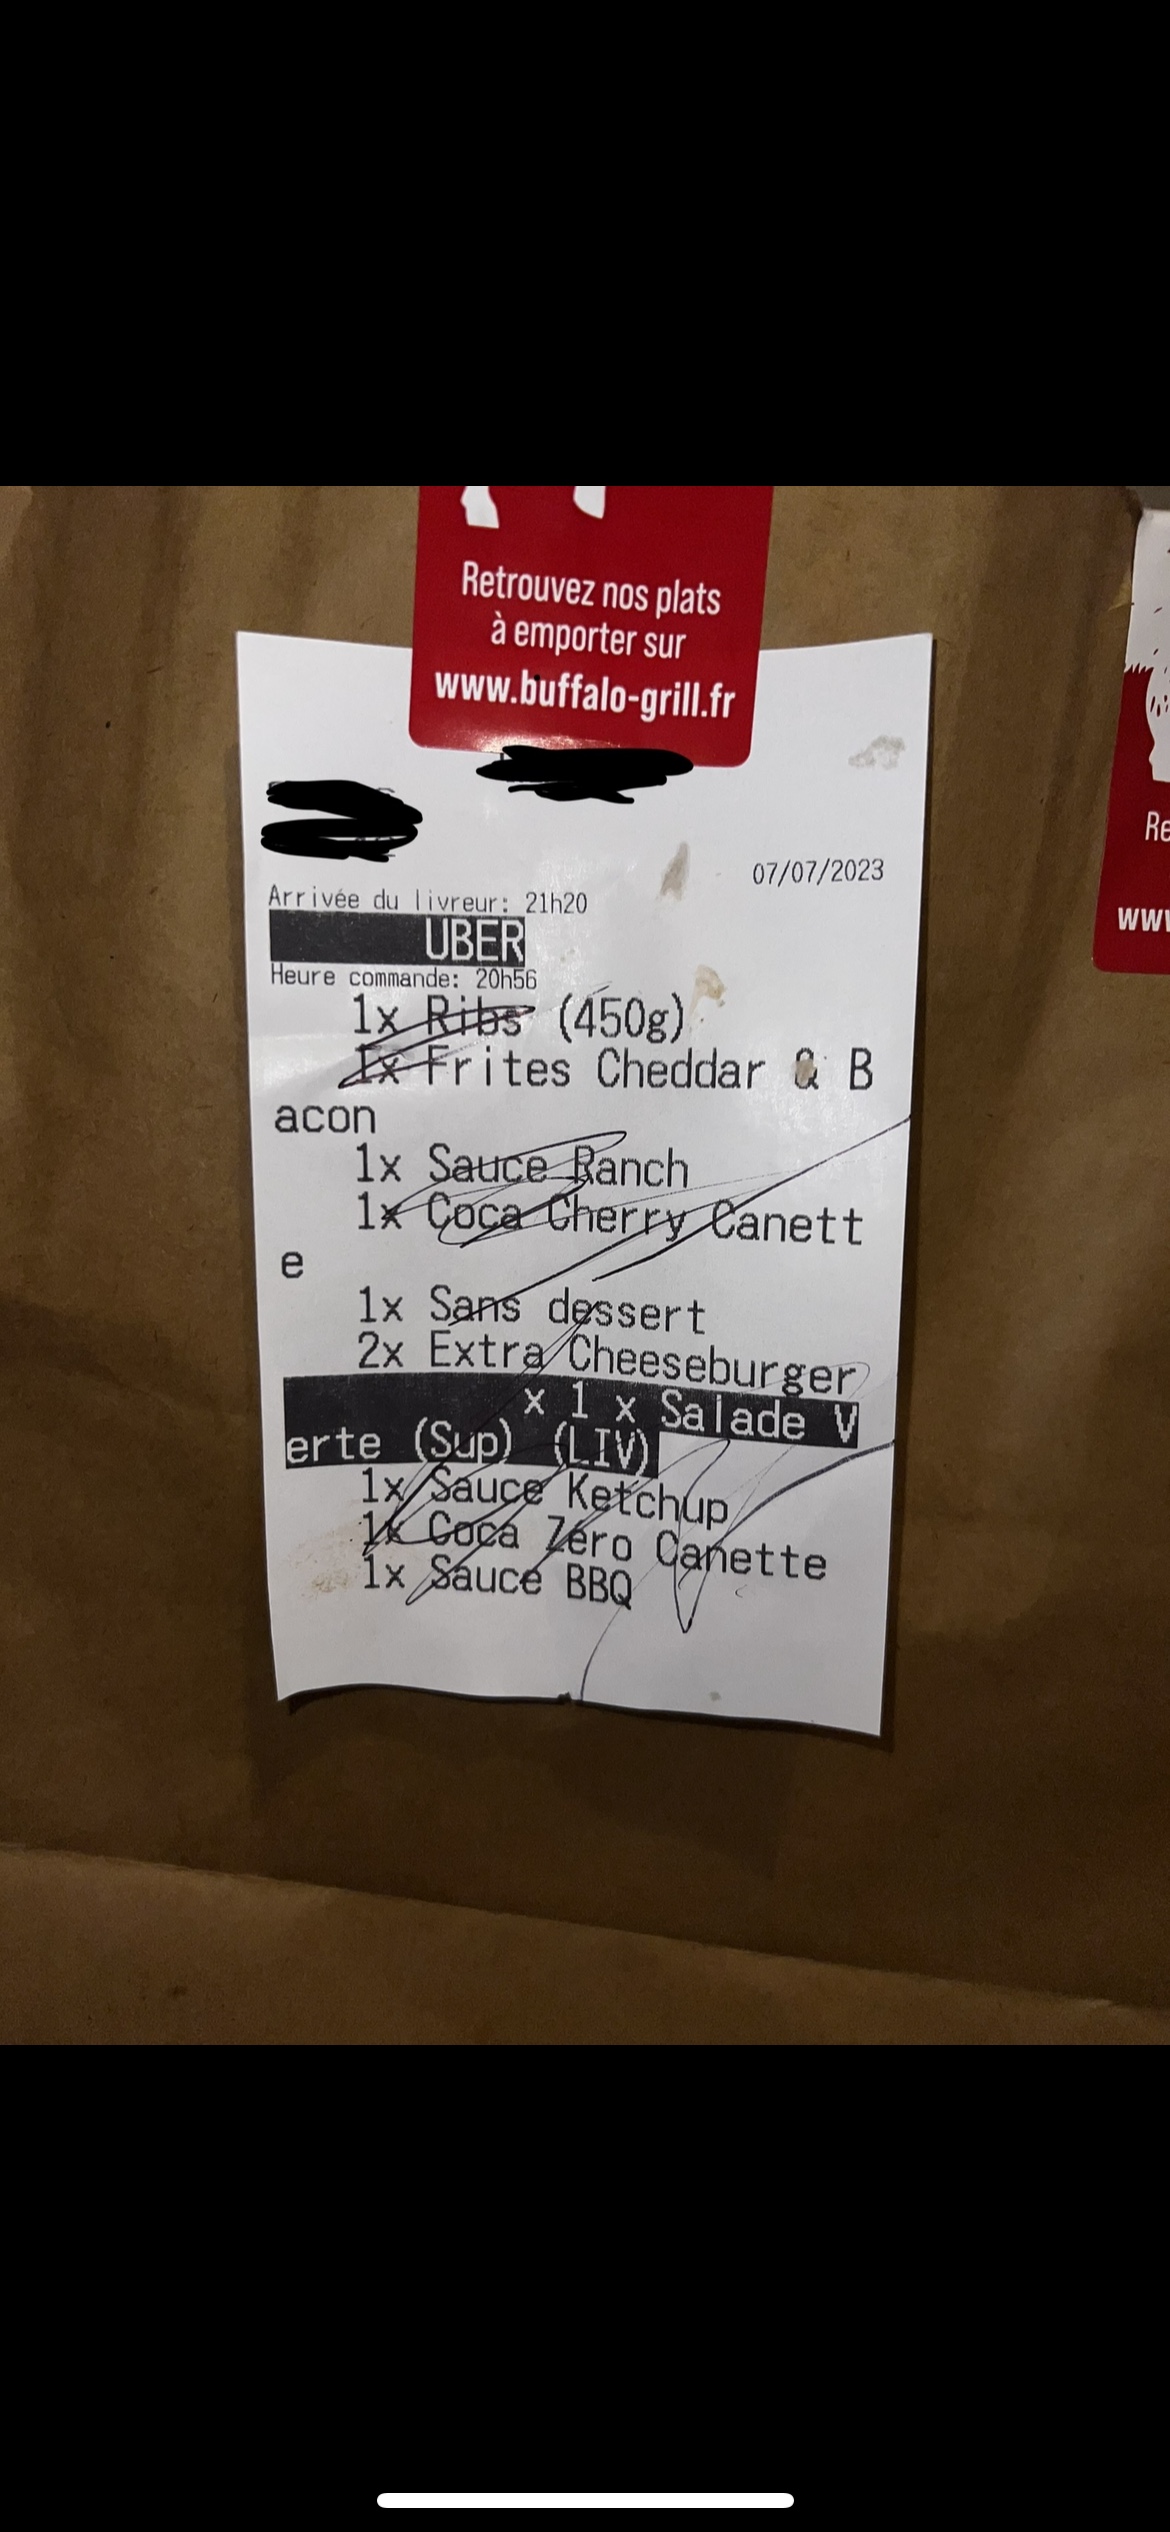 Retrouvez nos plats
à emporter sur
www.buffalo-grill.fr
Re
www
07/07/2023
Arrivée du livreur: 21h20
UBER
Heure commande: 20h56
1x Ribs (450g)
1x Frites Cheddar & B
acon
1x Sauce Ranch
1x Coca Cherry Canett
e
1x Sans dessert
2x Extra Cheeseburger
x 1 x Salade V
erte (Sup) (LIV)
1x Sauce Ketchup
1x Coca Zéro Canette
1x Sauce BBQ